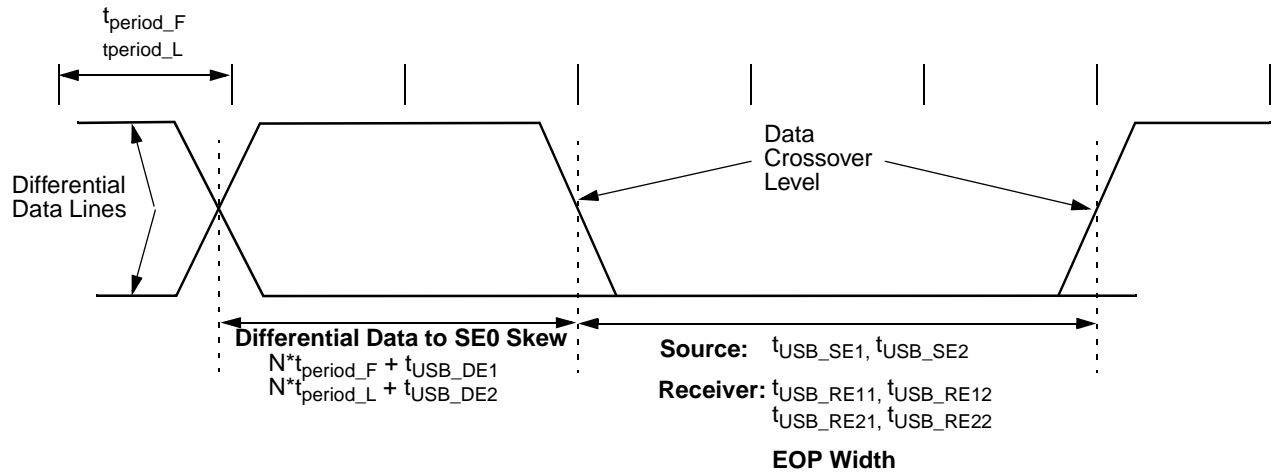 tperiod_F
tperiod_L
Differential
Data Lines
Data
Crossover
Level
Differential Data to SE0 Skew
N*tperiod_F + tUSB_DE1
N*tperiod_L + tUSB_DE2
Source: tUSB_SE1, tUSB_SE2
Receiver: tUSB_RE11, tUSB_RE12
tUSB_RE21, tUSB_RE22
EOP Width